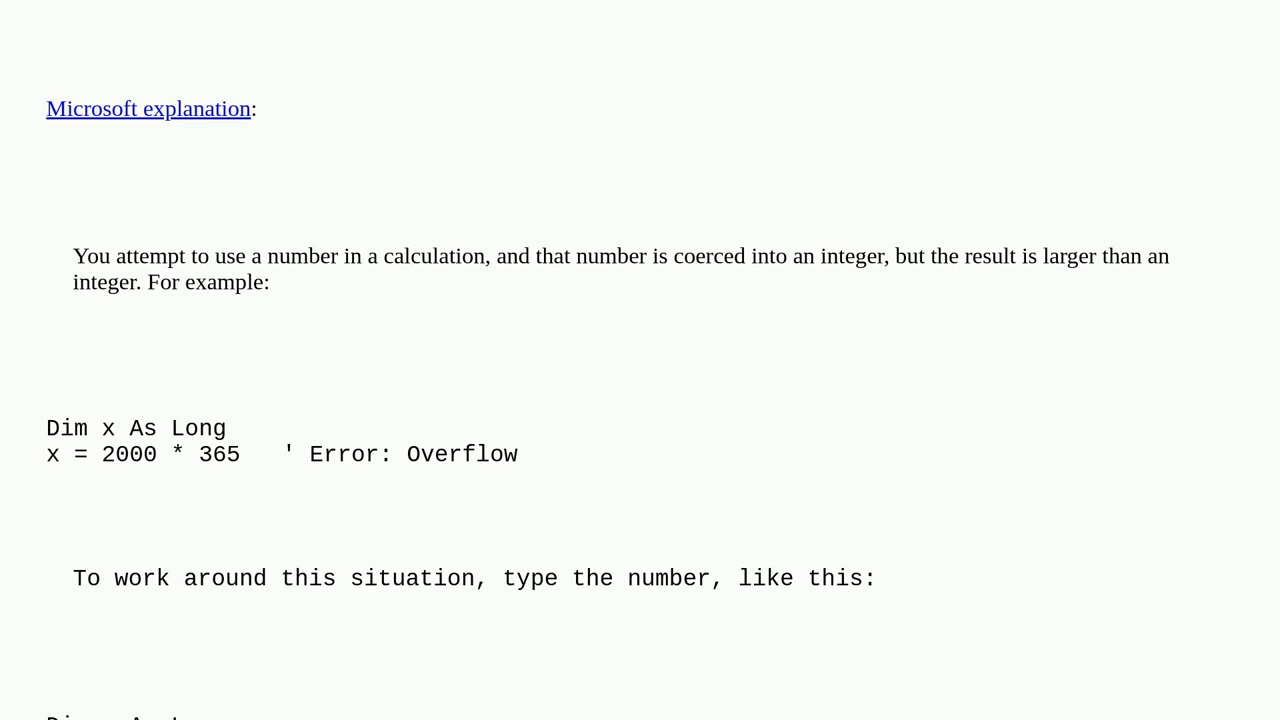 Microsoft explanation:
You attempt to use a number in a calculation, and that number is coerced into an integer, but the result is larger than an
integer. For example:
Dim x As Long
x = 2000 * 365   ' Error: Overflow
To work around this situation, type the number, like this: